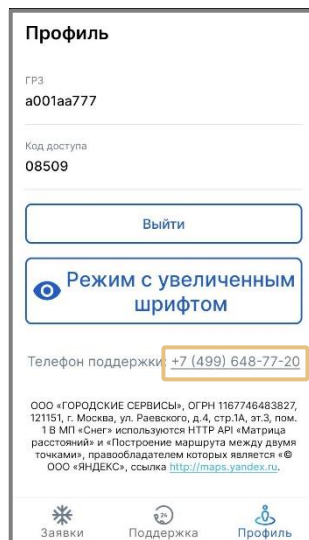 Профиль
ГРЗ
а001аа777
Код доступа
08509
Выйти
Режим с увеличенным
шрифтом
Телефон поддержки: +7 (499) 648-77-20
ООО «ГОРОДСКИЕ СЕРВИСЫ», ОГРН 1167746483827,
121151, г. Москва, ул. Раевского, д.4, стр.1А, эт.3, пом.
1 В МП «Снег» используются HTTP API «Матрица
расстояний» и «Построение маршрута между двумя
точками», правообладателем которых является «©
ООО «ЯНДЕКС», ссылка http://maps.yandex.ru.
24
Заявки Поддержка Профиль